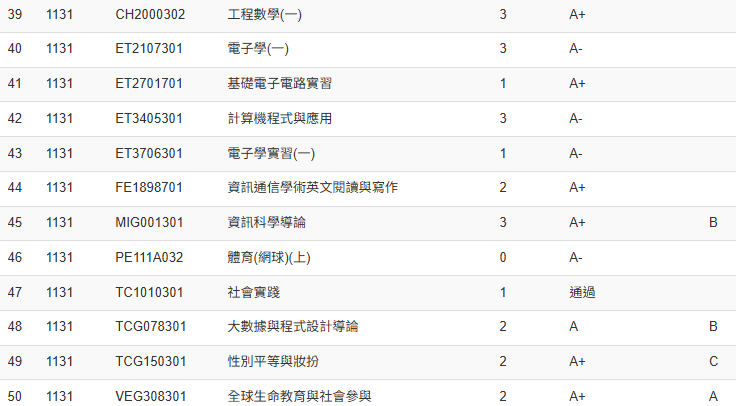 39 1131 CH2000302 工程數學(一) 3 A+
40 1131 ET2107301 電子學(一) 3 A-
41 1131 ET2701701 基礎電子電路實習 1 A+
42 1131 ET3405301 計算機程式與應用 3 A-
43 1131 ET3706301 電子學實習(一) 1 A-
44 1131 FE1898701 資訊通信學術英文閱讀與寫作 2 A+
45 1131 MIG001301 資訊科學導論 3 A+ B
46 1131 PE111A032 體育(網球)(上) 0 A-
47 1131 TC1010301 社會實踐 1 通過
48 1131 TCG078301 大數據與程式設計導論 2 A B
49 1131 TCG150301 性別平等與妝扮 2 A+ C
50 1131 VEG308301 全球生命教育與社會參與 2 A+ A